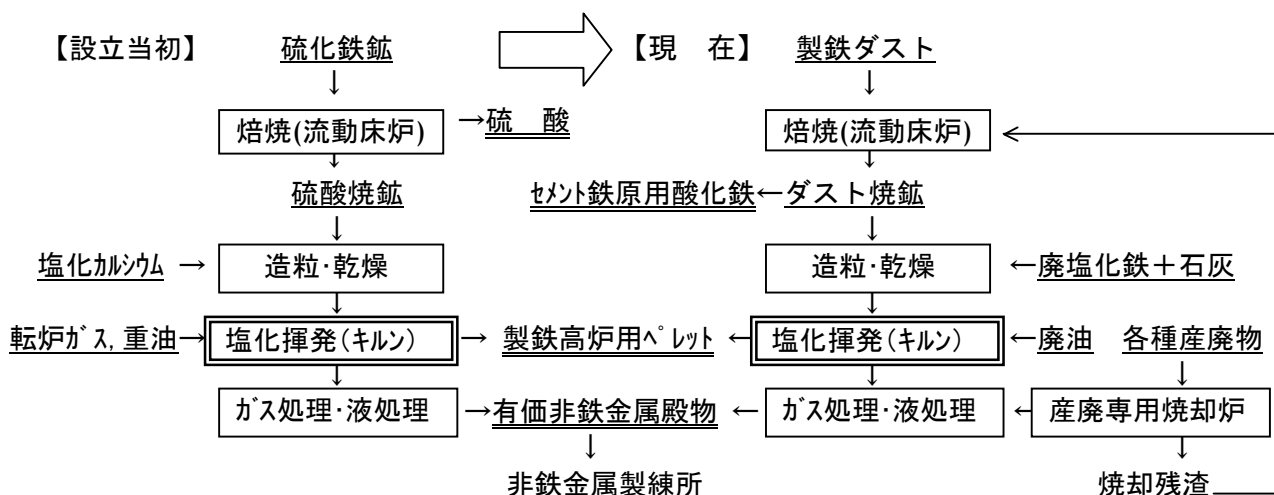 【設立当初】 硫化鉄鉱 【現　在】 製鉄ダスト
↓ ↓
焙焼(流動床炉) →硫　酸 焙焼(流動床炉)
↓ ↓
硫酸焼鉱 ｾﾒﾝﾄ鉄原用酸化鉄←ダスト焼鉱
↓ ↓
塩化ｶﾙｼｳﾑ → 造粒・乾燥 造粒・乾燥 ←廃塩化鉄＋石灰
↓ ↓
転炉ｶﾞｽ,重油→ 塩化揮発(キルン) → 製鉄高炉用ﾍﾟﾚｯﾄ ← 塩化揮発(キルン) ←廃油 各種産廃物
↓ ↓ ↓
ｶﾞｽ処理・液処理 →有価非鉄金属殿物 ← ｶﾞｽ処理・液処理 ← 産廃専用焼却炉
↓ ↓
非鉄金属製練所 焼却残渣